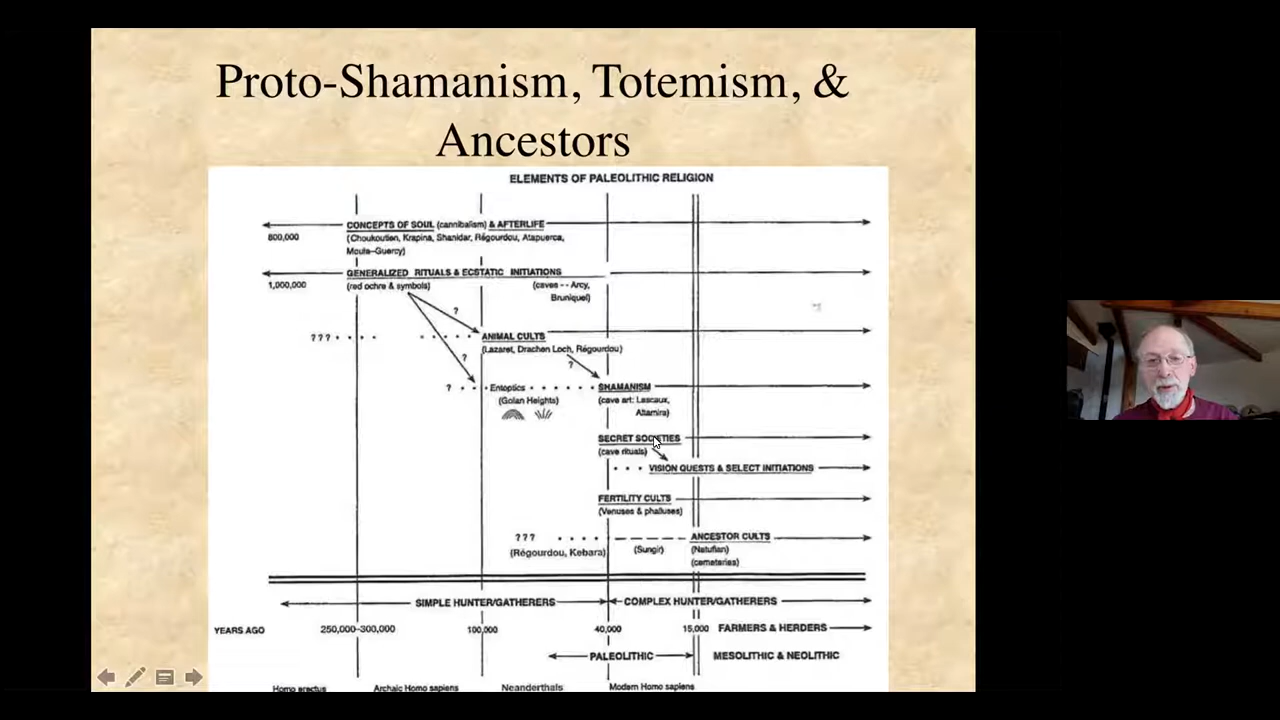 Proto-Shamanism, Totemism, &
Ancestors
ELEMENTS OF PALEOLITHIC RELIGION
CONCEPTS OF SOUL (cannibalism) & AFTERLIFE
800,000
(Choukoutien, Krapina, Shanidar, Régourdou, Atapuerca,
Moula-Guercy)
GENERALIZED RITUALS & ECSTATIC INITIATIONS
1,000,000
(red ochre & symbols)
(caves -- Arcy,
Bruniquel)
?
???
ANIMAL CULTS
(Lazaret, Drachen Loch, Régourdou)
?
?
?
Entoptics
SHAMANISM
(Golan Heights)
(cave art: Lascaux,
Altamira)
SECRET SOCIETIES
(cave rituals)
VISION QUESTS & SELECT INITIATIONS
FERTILITY CULTS
(Venuses & phalluses)
???
ANCESTOR CULTS
(Régourdou, Kebara)
(Sungir)
(Natufian)
(cemetaries)
SIMPLE HUNTER/GATHERERS
COMPLEX HUNTER/GATHERERS
YEARS AGO
250,000-300,000
100,000
40,000
15,000
FARMERS & HERDERS
PALEOLITHIC
MESOLITHIC & NEOLITHIC
Homo erectus
Archaic Homo sapiens
Neanderthals
Modern Homo sapiens